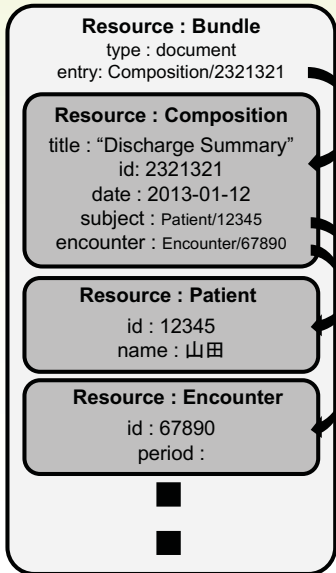 Resource : Bundle
type : document
entry: Composition/2321321
Resource : Composition
title : “Discharge Summary”
id: 2321321
date : 2013-01-12
subject : Patient/12345
encounter : Encounter/67890
Resource : Patient
id : 12345
name : 山田
Resource : Encounter
id : 67890
period :